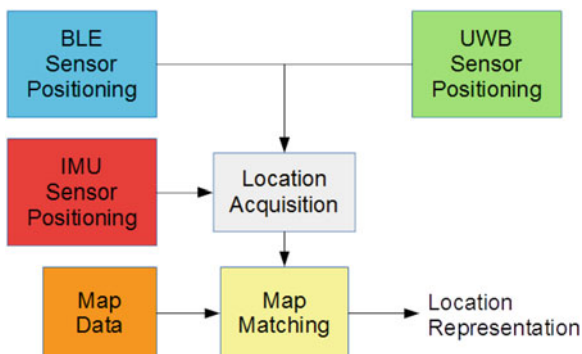 BLE
Sensor
Positioning
UWB
Sensor
Positioning
IMU
Sensor
Positioning
Location
Acquisition
Map
Data
Map
Matching
Location
Representation